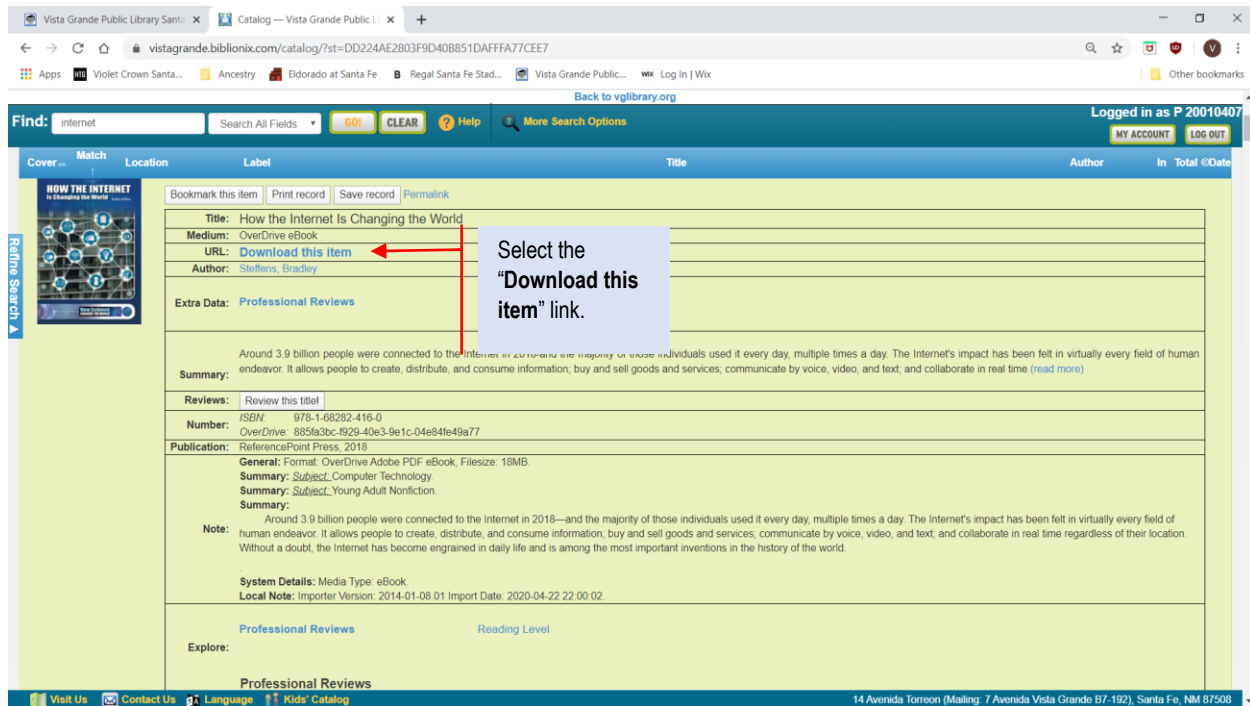 Vista Grande Public Library Santa
Catalog — Vista Grande Public Li
vistagrande.biblionix.com/catalog/?st=DD224AE2803F9D40B851DAFFFA77CEE7
V
Apps Violet Crown Santa... Ancestry Eldorado at Santa Fe B Regal Santa Fe Stad... Vista Grande Public... WIX Log In | Wix Other bookmarks
Back to vglibrary.org
Find: internet Search All Fields GO! CLEAR ? Help More Search Options
Logged in as P 20010407
MY ACCOUNT LOG OUT
Cover Match Location Label Title Author In Total ©Date
HOW THE INTERNET
Is Changing the World
Refine Search
Bookmark this item Print record Save record Permalink
Title: How the Internet Is Changing the World
Medium: OverDrive eBook
URL: Download this item
Author: Steffens, Bradley
Extra Data: Professional Reviews
Select the
“Download this
item” link.
Summary: Around 3.9 billion people were connected to the Internet in 2018-and the majority of those individuals used it every day, multiple times a day. The Internet's impact has been felt in virtually every field of human
endeavor. It allows people to create, distribute, and consume information; buy and sell goods and services; communicate by voice, video, and text; and collaborate in real time (read more)
Reviews: Review this title!
Number: ISBN: 978-1-68282-416-0
OverDrive: 885fa3bc-f929-40e3-9e1c-04e84fe49a77
Publication: ReferencePoint Press, 2018
Note: General: Format: OverDrive Adobe PDF eBook, Filesize: 18MB.
Summary: Subject: Computer Technology.
Summary: Subject: Young Adult Nonfiction.
Summary:
Around 3.9 billion people were connected to the Internet in 2018—and the majority of those individuals used it every day, multiple times a day. The Internet's impact has been felt in virtually every field of
human endeavor. It allows people to create, distribute, and consume information; buy and sell goods and services; communicate by voice, video, and text; and collaborate in real time regardless of their location.
Without a doubt, the Internet has become engrained in daily life and is among the most important inventions in the history of the world.
.
System Details: Media Type: eBook.
Local Note: Importer Version: 2014-01-08.01 Import Date: 2020-04-22 22:00:02.
Explore: Professional Reviews Reading Level
Professional Reviews
Visit Us Contact Us Language Kids' Catalog 14 Avenida Torreon (Mailing: 7 Avenida Vista Grande B7-192), Santa Fe, NM 87508